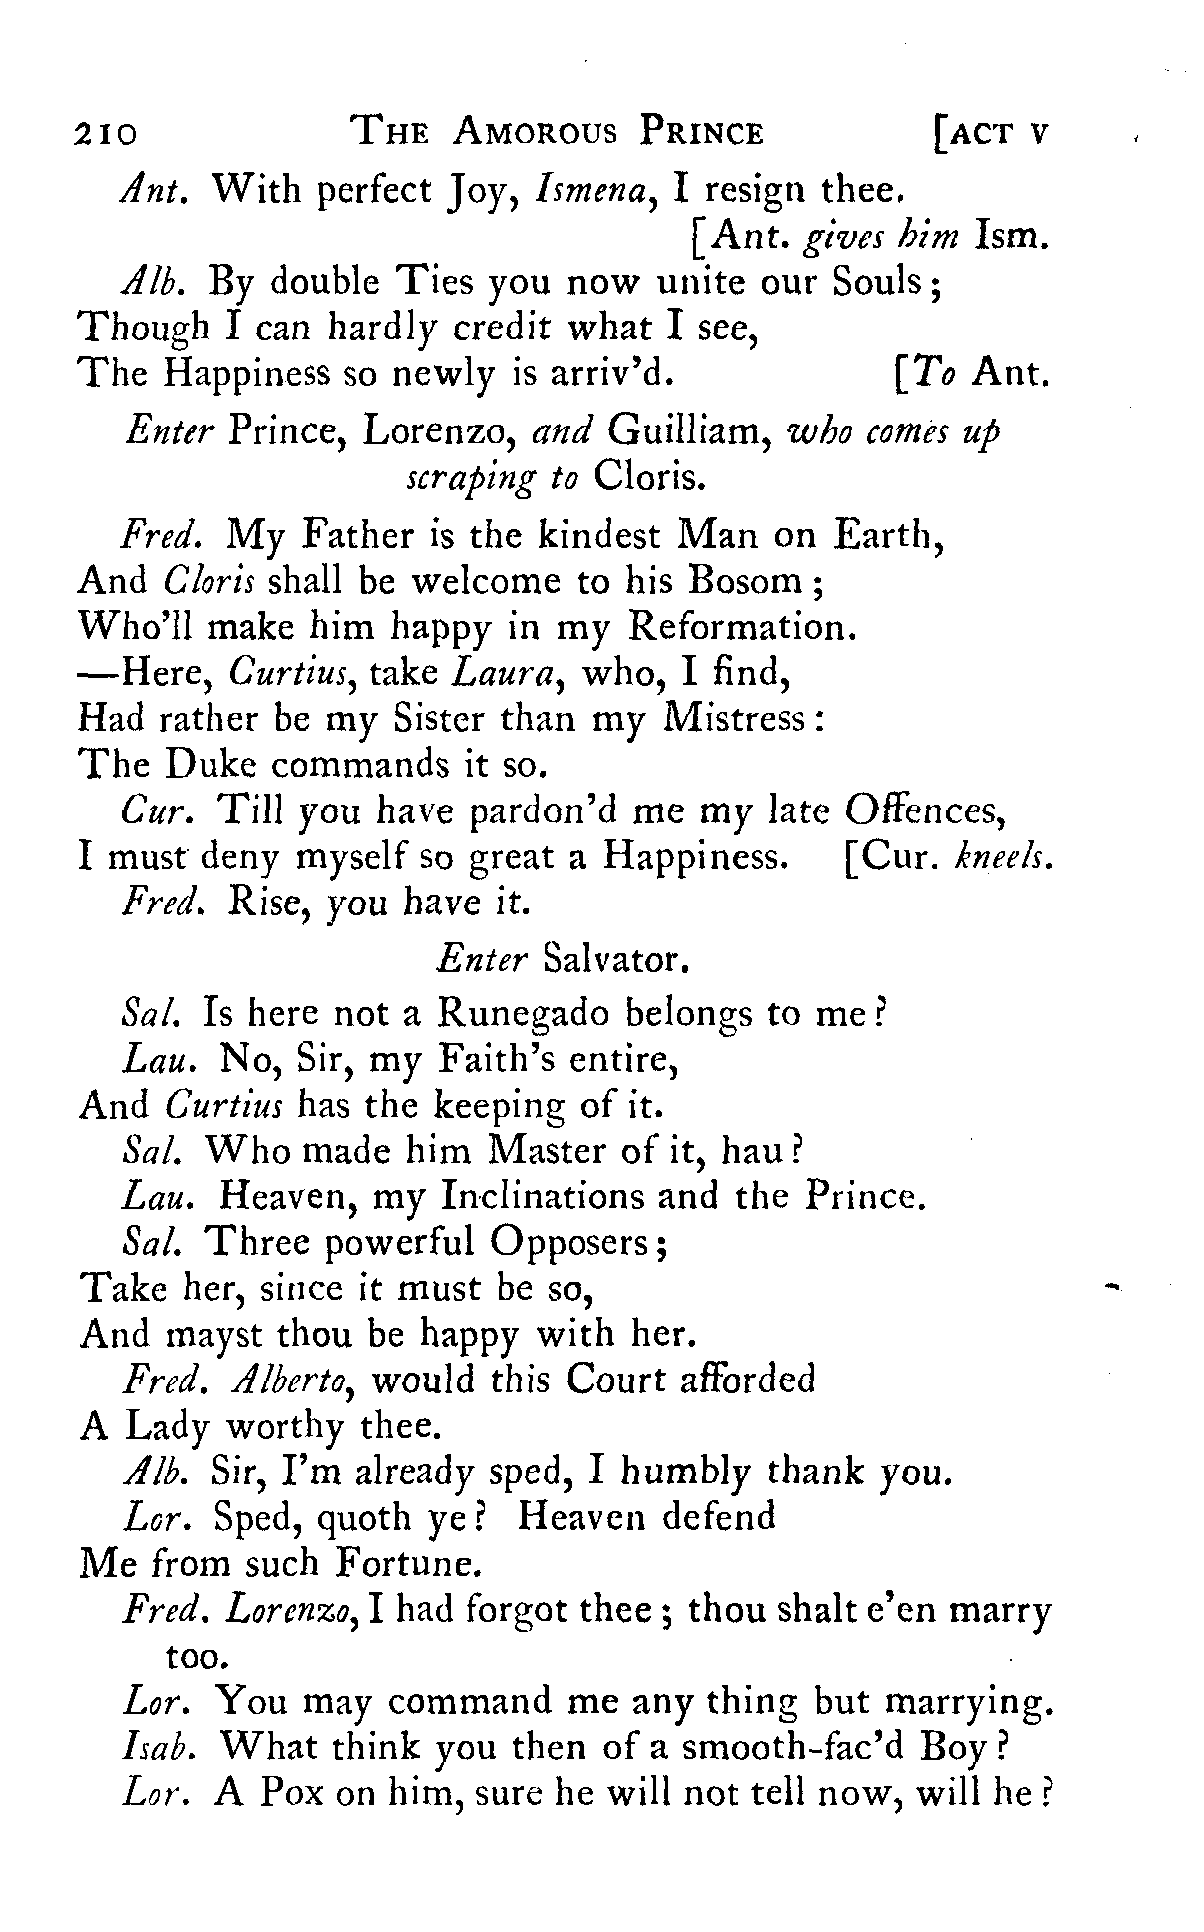 210 The Amorous Prince [ACT V
Ant. With perfect Joy, Ismena, I resign thee.
[Ant. gives him Ism.
Alb. By double Ties you now unite our Souls;
Though I can hardly credit what I see,
The Happiness so newly is arriv'd. [To Ant.
Enter Prince, Lorenzo, and Guilliam, who comes up
scraping to Cloris.
Fred. My Father is the kindest Man on Earth,
And Cloris shall be welcome to his Bosom;
Who'll make him happy in my Reformation.
—Here, Curtius, take Laura, who, I find,
Had rather be my Sister than my Mistress:
The Duke commands it so.
Cur. Till you have pardon'd me my late Offences,
I must deny myself so great a Happiness. [Cur. kneels.
Fred. Rise, you have it.
Enter Salvator.
Sal. Is here not a Runegado belongs to me?
Lau. No, Sir, my Faith's entire,
And Curtius has the keeping of it.
Sal. Who made him Master of it, hau?
Lau. Heaven, my Inclinations and the Prince.
Sal. Three powerful Opposers;
Take her, since it must be so,
And mayst thou be happy with her.
Fred. Alberto, would this Court afforded
A Lady worthy thee.
Alb. Sir, I'm already sped, I humbly thank you.
Lor. Sped, quoth ye? Heaven defend
Me from such Fortune.
Fred. Lorenzo, I had forgot thee; thou shalt e'en marry
too.
Lor. You may command me any thing but marrying.
Isab. What think you then of a smooth-fac'd Boy?
Lor. A Pox on him, sure he will not tell now, will he?